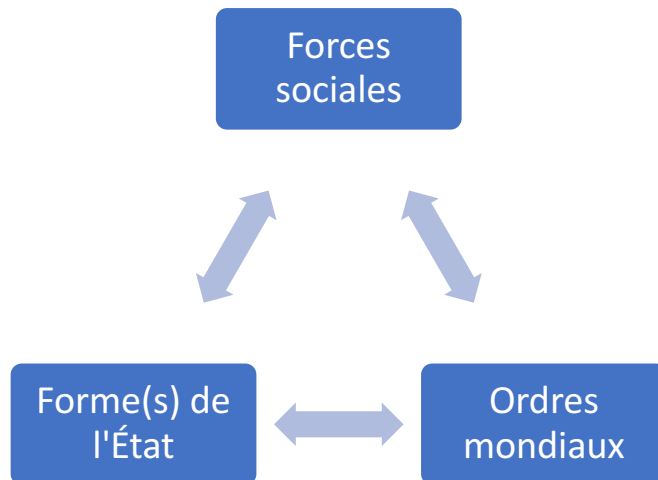 Forces
sociales
Forme(s) de
l'État
Ordres
mondiaux